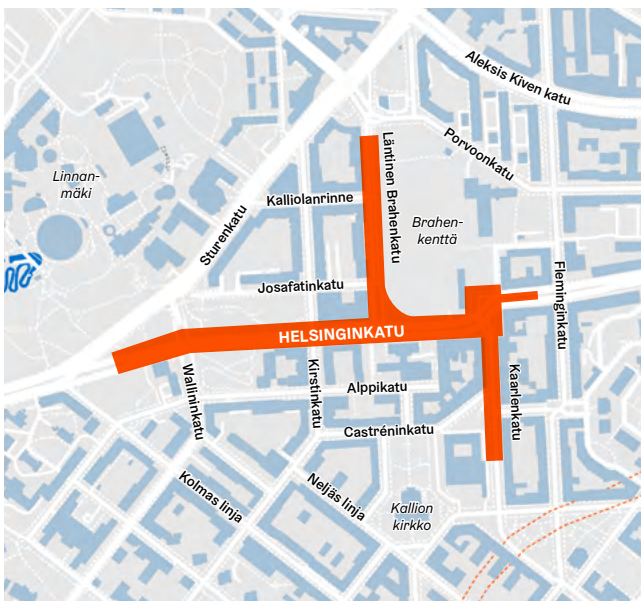 Aleksis Kiven katu
Porvoonkatu
Läntinen Brahenkatu
Linnan-
mäki
Kalliolanrinne
Sturenkatu
Brahen-
kenttä
Fleminginkatu
Josafatinkatu
HELSINGINKATU
Wallininkatu
Kirstinkatu
Alppikatu
Kaarlenkatu
Castréninkatu
Kolmas linja
Neljäs linja
Kallion
kirkko